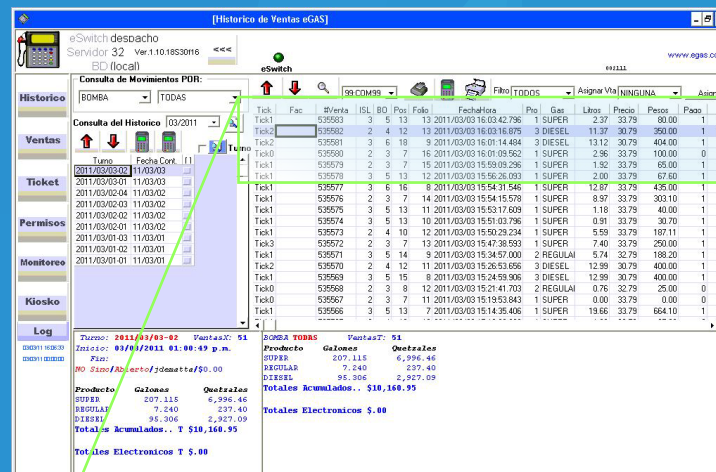 [Historico de Ventas eGAS]
eSwitch despacho
Servidor 32 Ver.1.10.18S30f16 <<<
BD (local)
eSwitch
001111
www.egas.co
Consulta de Movimientos POR:
BOMBA TODAS
99:COM99
Filtro TODOS
Asignar Vta NINGUNA
Asign
Historico
Ventas
Ticket
Permisos
Monitoreo
Kiosko
Log
Consulta del Historico 03/2011
Turno
Turno Fecha Cont. []
2011/03/03-02 11/03/03
2011/03/03-01 11/03/03
2011/03/02-04 11/03/02
2011/03/02-03 11/03/02
2011/03/02-02 11/03/02
2011/03/02-01 11/03/02
2011/03/01-03 11/03/01
2011/03/01-02 11/03/01
2011/03/01-01 11/03/01
Tick Fac #Venta ISL BO Pos Folio FechaHora Pro Gas Litros Precio Pesos Pago
Tick1 535583 3 5 13 13 2011/03/03 16:03:42.796 1 SUPER 2.37 33.79 80.00 1
Tick2 535582 2 4 12 13 2011/03/03 16:03:16.875 3 DIESEL 11.37 30.79 350.00 1
Tick2 535581 3 6 18 9 2011/03/03 16:01:14.484 3 DIESEL 13.12 30.79 404.00 1
Tick0 535580 2 3 7 16 2011/03/03 16:01:09.562 1 SUPER 2.96 33.79 100.00 0
Tick1 535579 2 3 7 15 2011/03/03 15:59:09.296 1 SUPER 1.92 33.79 65.00 1
Tick1 535578 3 5 13 12 2011/03/03 15:56:26.093 1 SUPER 2.00 33.79 67.60 1
Tick1 535577 3 6 16 8 2011/03/03 15:54:31.546 1 SUPER 12.87 33.79 435.00 1
Tick1 535576 2 3 7 14 2011/03/03 15:54:15.578 1 SUPER 8.97 33.79 303.10 1
Tick1 535575 3 5 13 11 2011/03/03 15:53:17.609 1 SUPER 1.18 33.79 40.00 1
Tick1 535574 3 5 13 10 2011/03/03 15:51:03.796 1 SUPER 0.91 33.79 30.70 1
Tick1 535573 2 4 10 12 2011/03/03 15:50:29.234 1 SUPER 5.59 33.79 187.11 1
Tick3 535572 2 3 7 13 2011/03/03 15:47:38.593 1 SUPER 7.40 33.79 250.00 1
Tick1 535571 3 5 14 9 2011/03/03 15:34:57.000 2 REGULAI 5.74 32.79 188.20 1
Tick2 535570 2 4 12 11 2011/03/03 15:26:53.656 3 DIESEL 12.99 30.79 400.00 1
Tick1 535569 3 5 15 8 2011/03/03 15:24:59.906 3 DIESEL 12.99 30.79 400.00 1
Tick0 535568 2 3 8 12 2011/03/03 15:21:41.703 2 REGULAI 0.76 32.79 25.00 0
Tick0 535567 2 3 7 11 2011/03/03 15:19:53.843 1 SUPER 0.00 33.79 0.00 0
Tick1 535566 3 5 13 7 2011/03/03 15:14:35.406 1 SUPER 19.66 33.79 664.10 1
Turno: 2011/03/03-02 VentasX: 51
Inicio: 03/03/2011 01:00:49 p.m.
Fin:
NO Sinc/Abierto/jdematta/$0.00
Producto Galones Quetzales
SUPER 207.115 6,996.46
REGULAR 7.240 237.40
DIESEL 95.306 2,927.09
Totales Acumulados.. T $10,160.95
Totales Electronicos T $.00
BOMBA TODAS VentasT: 51
Producto Galones Quetzales
SUPER 207.115 6,996.46
REGULAR 7.240 237.40
DIESEL 95.306 2,927.09
Totales Acumulados.. $10,160.95
Totales Electronicos $.00